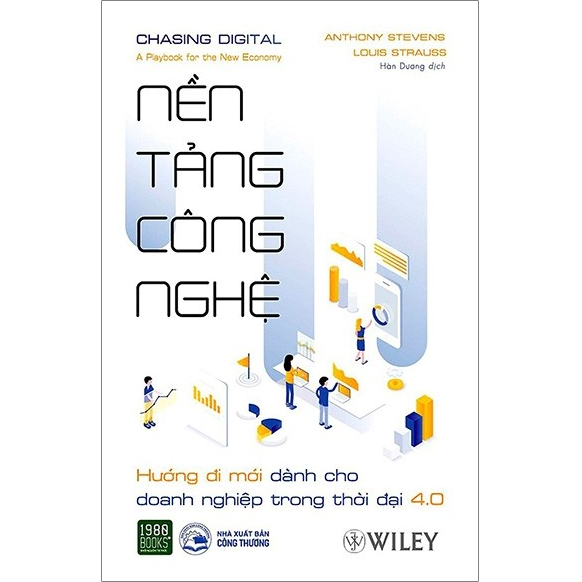 CHASING DIGITAL
A Playbook for the New Economy
ANTHONY STEVENS
LOUIS STRAUSS
Hàn Dương dịch
NỀN
TẢNG
CÔNG
NGHỆ
Hướng đi mới dành cho
doanh nghiệp trong thời đại 4.0
1980
BOOKS
NHÀ XUẤT BẢN
CÔNG THƯƠNG
WILEY